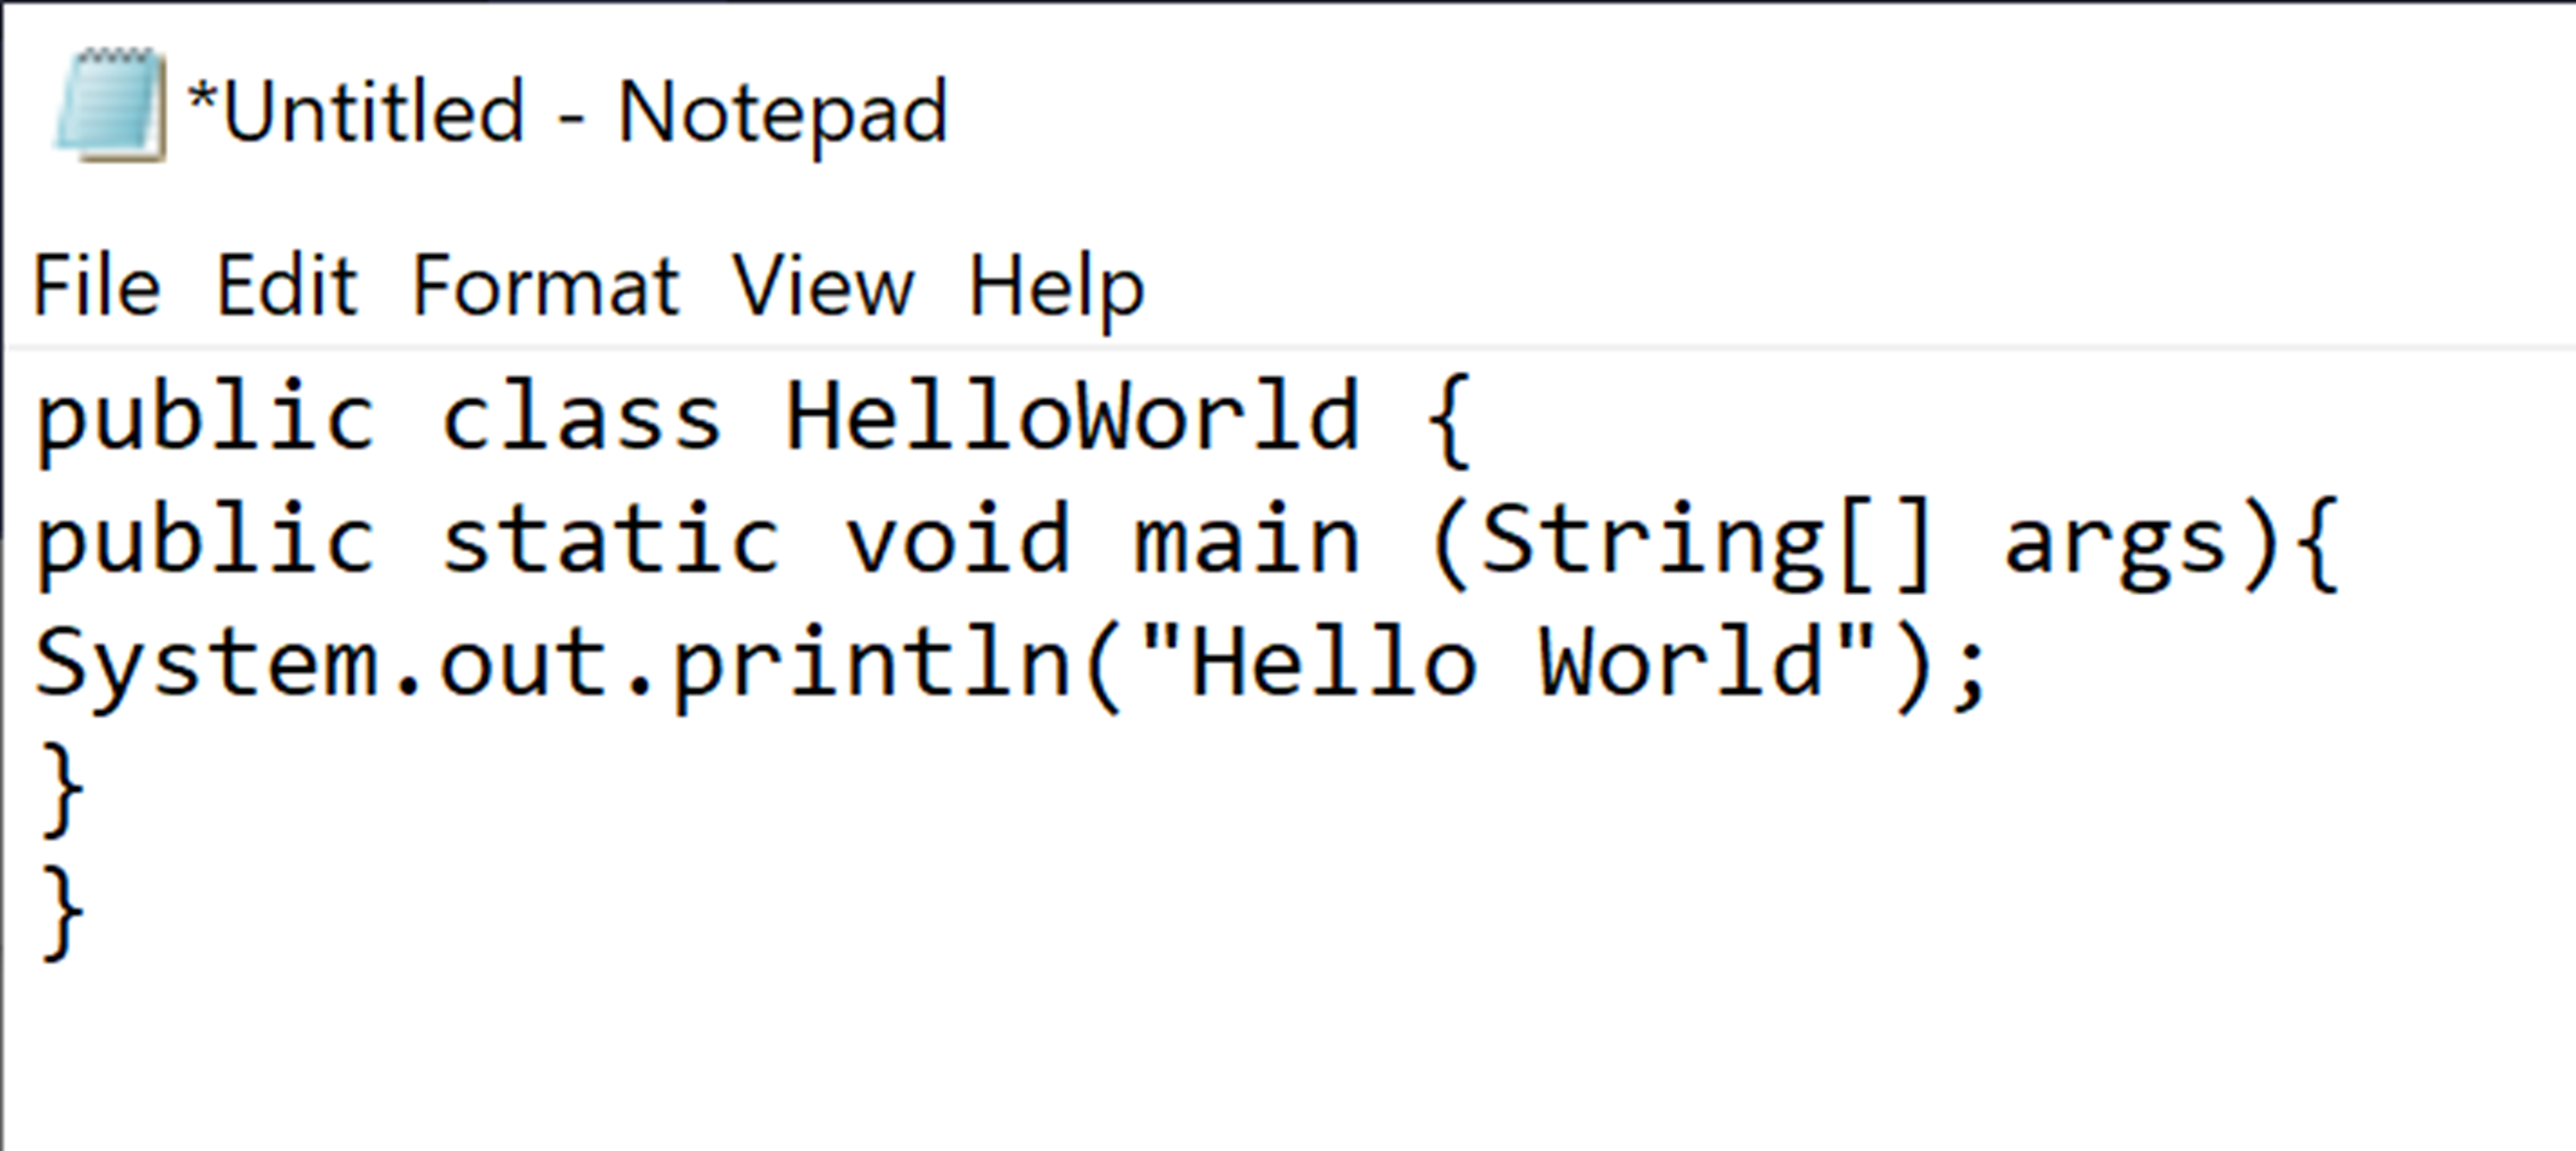 *Untitled - Notepad
File Edit Format View Help
public class HelloWorld {
public static void main (String[] args){
System.out.println("Hello World");
}
}